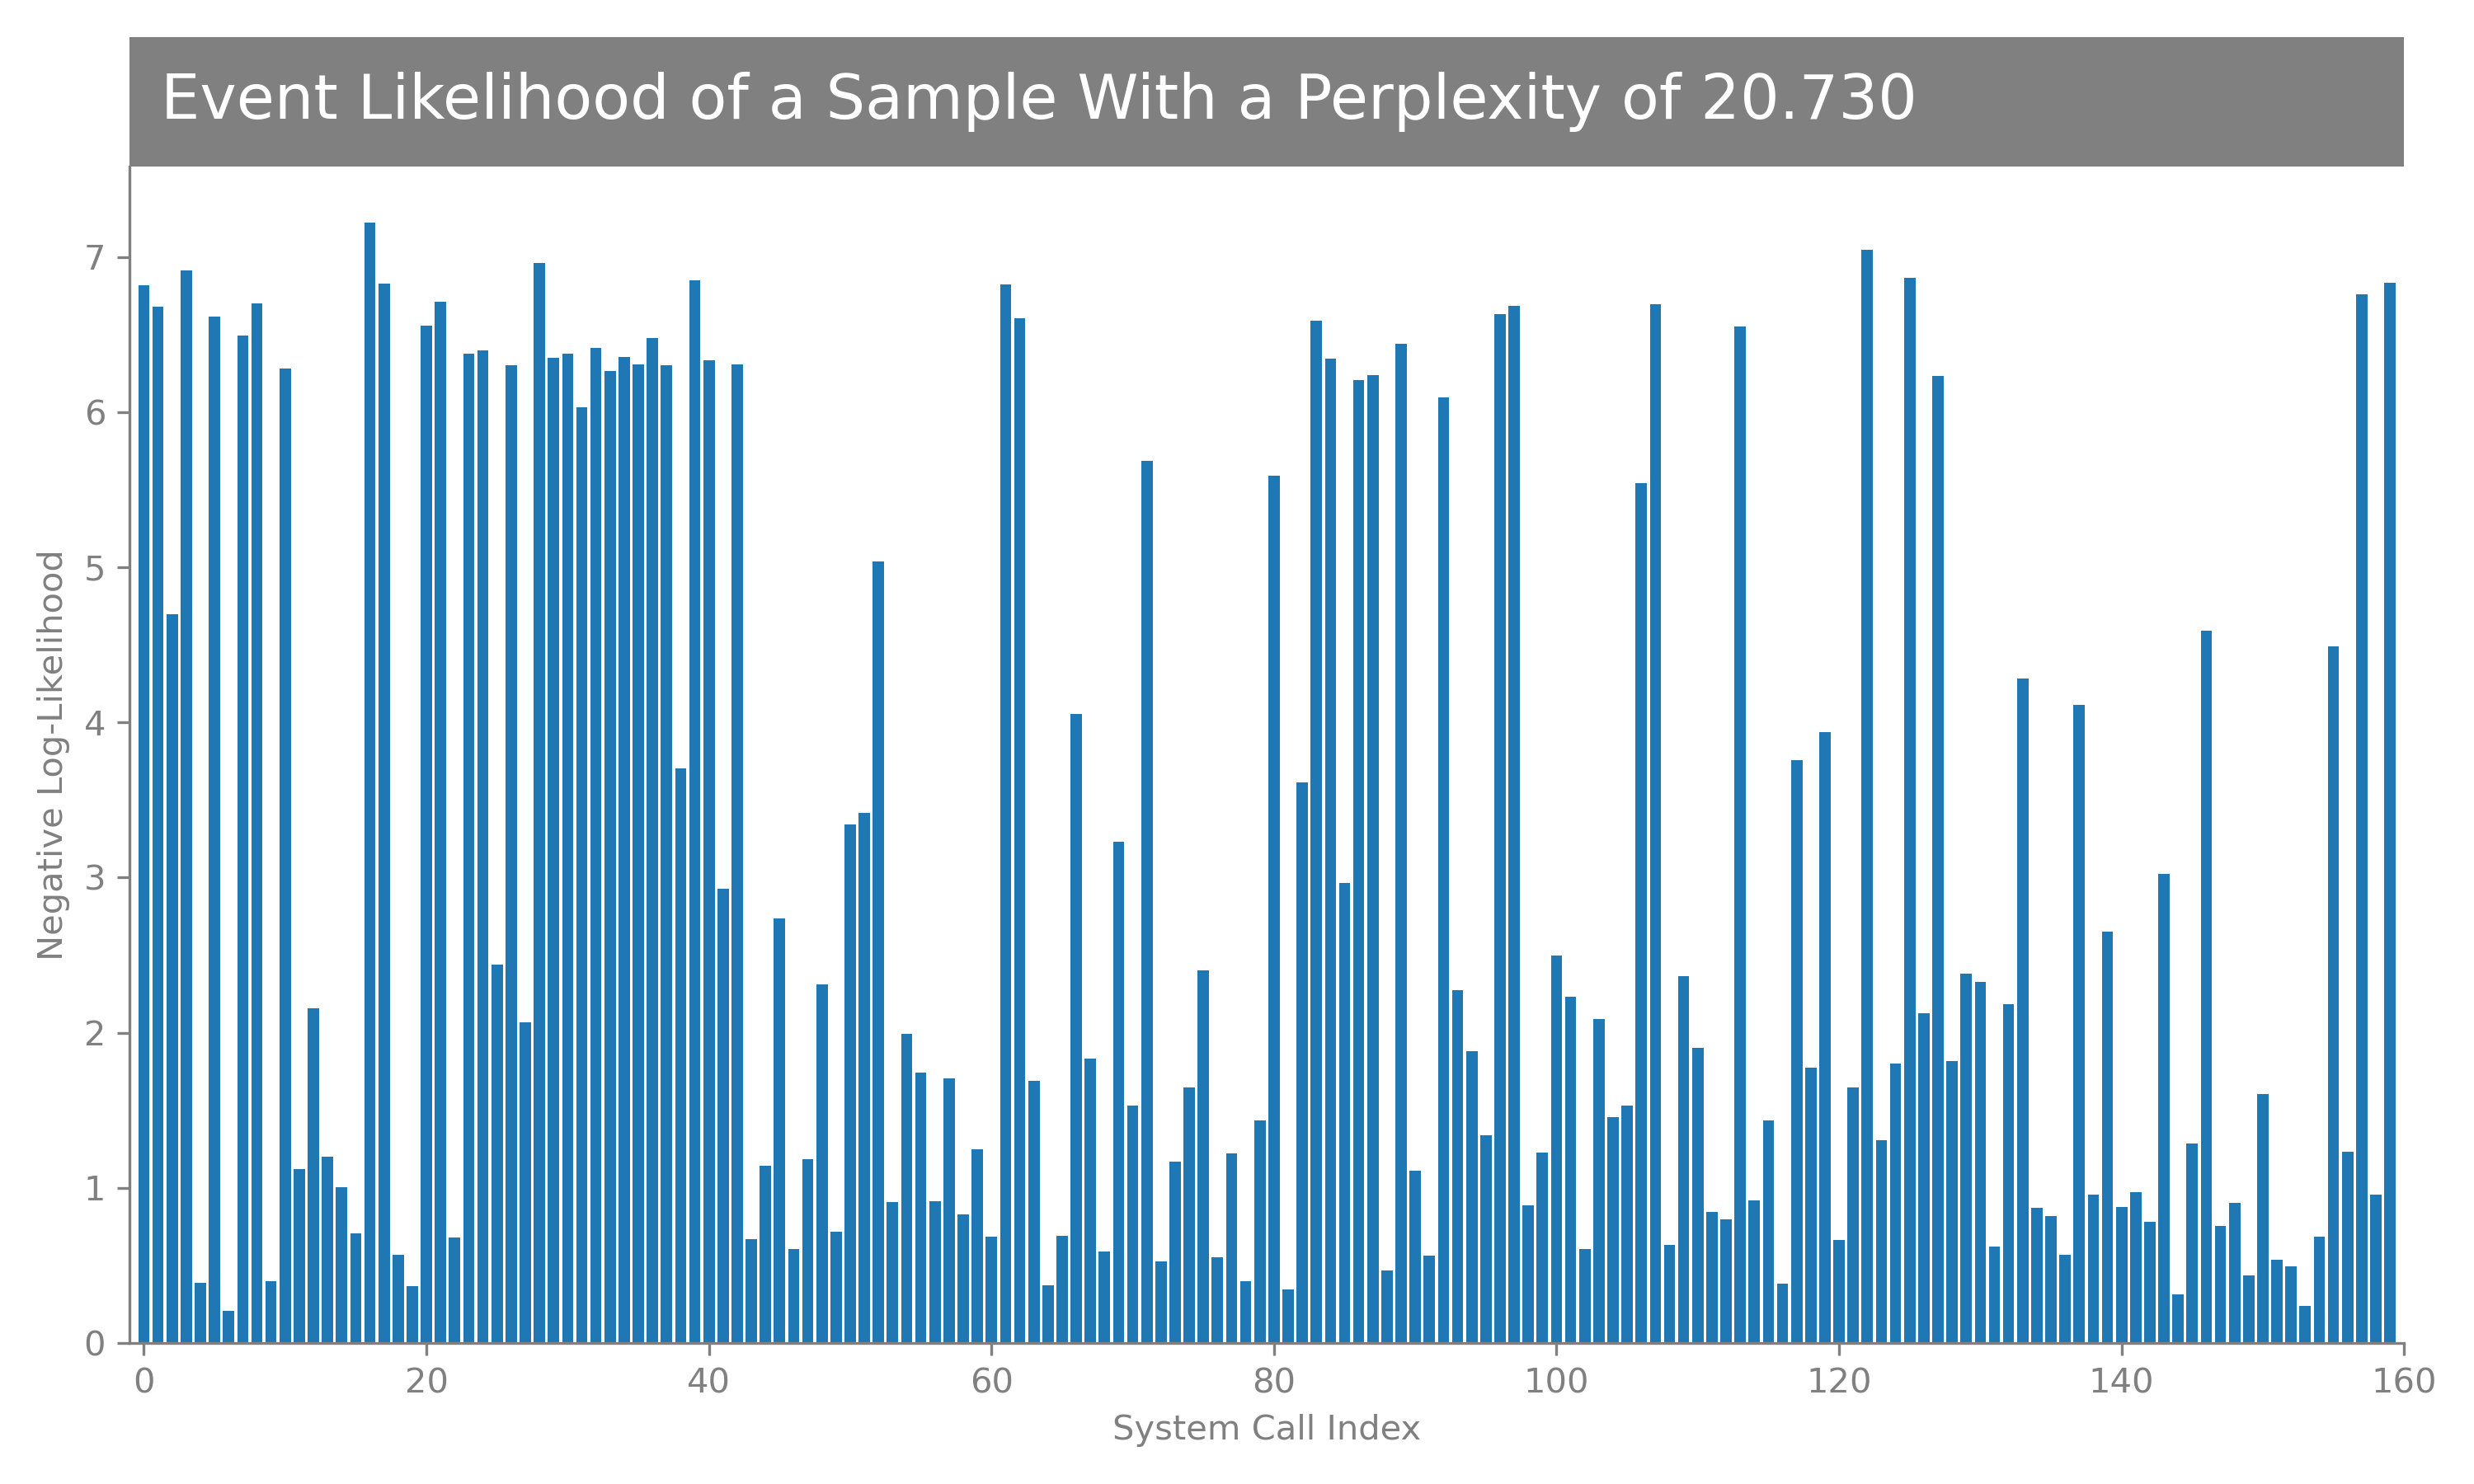 Event Likelihood of a Sample With a Perplexity of 20.730
Negative Log-Likelihood
7
6
5
4
3
2
1
0
0 20 40 60 80 100 120 140 160
System Call Index